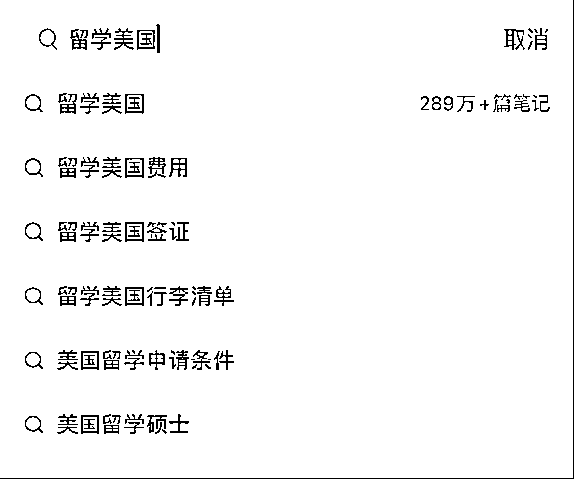 留学美国 取消
留学美国 289万+篇笔记
留学美国费用
留学美国签证
留学美国行李清单
美国留学申请条件
美国留学硕士